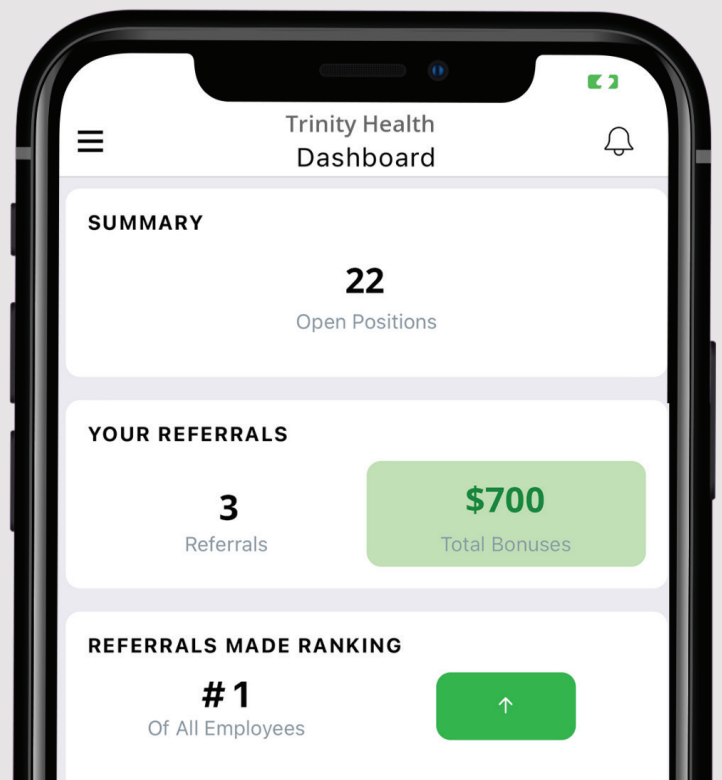 Trinity Health
Dashboard
SUMMARY
22
Open Positions
YOUR REFERRALS
3
Referrals
$700
Total Bonuses
REFERRALS MADE RANKING
#1
Of All Employees